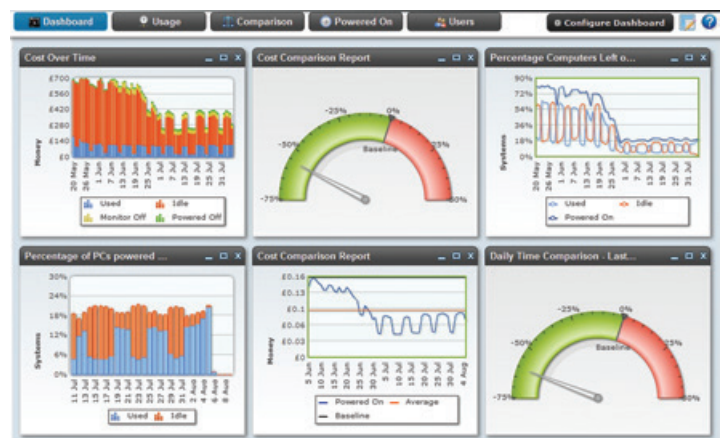 Dashboard Usage Comparison Powered On Users Configure Dashboard
Cost Over Time
£700
£560
£420
£280
£140
£0
Money
20 May 26 May 1 Jun 7 Jun 13 Jun 19 Jun 25 Jun 1 Jul 7 Jul 13 Jul 19 Jul 25 Jul 31 Jul
Used Idle
Monitor Off Powered Off
Cost Comparison Report
-75% -50% -25% 0% 25%
Baseline
Percentage Computers Left o...
90%
72%
54%
36%
18%
0%
Systems
20 May 26 May 1 Jun 7 Jun 13 Jun 19 Jun 25 Jun 1 Jul 7 Jul 13 Jul 19 Jul 25 Jul 31 Jul
Used Idle
Powered On
Percentage of PCs powered ...
30%
24%
18%
12%
6%
0%
Systems
11 Jul 13 Jul 15 Jul 17 Jul 19 Jul 21 Jul 23 Jul 25 Jul 27 Jul 29 Jul 31 Jul 2 Aug 4 Aug 6 Aug 8 Aug
Used Idle
Cost Comparison Report
£0.16
£0.13
£0.1
£0.06
£0.03
£0
Money
5 Jun 10 Jun 15 Jun 20 Jun 25 Jun 30 Jun 5 Jul 10 Jul 15 Jul 20 Jul 25 Jul 30 Jul 4 Aug
Powered On Average
Baseline
Daily Time Comparison - Last...
-75% -50% -25% 0% 25%
Baseline